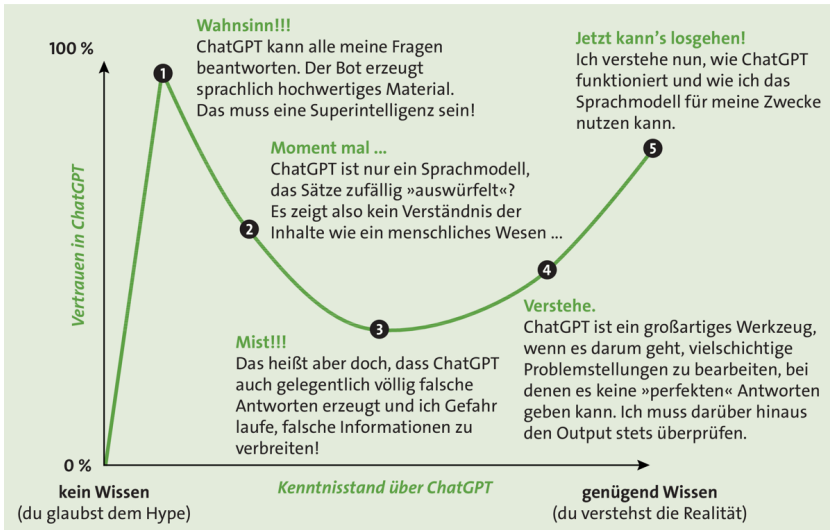 Wahnsinn!!!
ChatGPT kann alle meine Fragen
beantworten. Der Bot erzeugt
sprachlich hochwertiges Material.
Das muss eine Superintelligenz sein!
Jetzt kann's losgehen!
Ich verstehe nun, wie ChatGPT
funktioniert und wie ich das
Sprachmodell für meine Zwecke
nutzen kann.
100 %
1
Moment mal ...
ChatGPT ist nur ein Sprachmodell,
das Sätze zufällig »auswürfelt«?
Es zeigt also kein Verständnis der
Inhalte wie ein menschliches Wesen ...
5
Vertrauen in ChatGPT
2
4
3
Mist!!!
Das heißt aber doch, dass ChatGPT
auch gelegentlich völlig falsche
Antworten erzeugt und ich Gefahr
laufe, falsche Informationen zu
verbreiten!
Verstehe.
ChatGPT ist ein großartiges Werkzeug,
wenn es darum geht, vielschichtige
Problemstellungen zu bearbeiten, bei
denen es keine »perfekten« Antworten
geben kann. Ich muss darüber hinaus
den Output stets überprüfen.
0 %
kein Wissen
(du glaubst dem Hype)
Kenntnisstand über ChatGPT
genügend Wissen
(du verstehst die Realität)